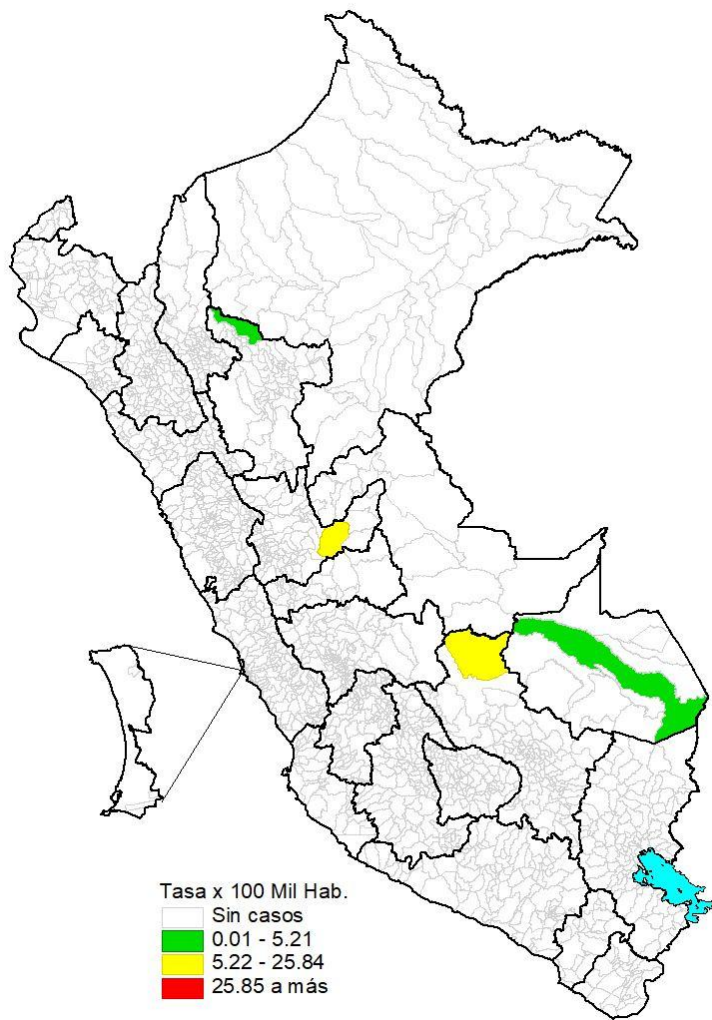 Tasa x 100 Mil Hab.
Sin casos
0.01 - 5.21
5.22 - 25.84
25.85 a más